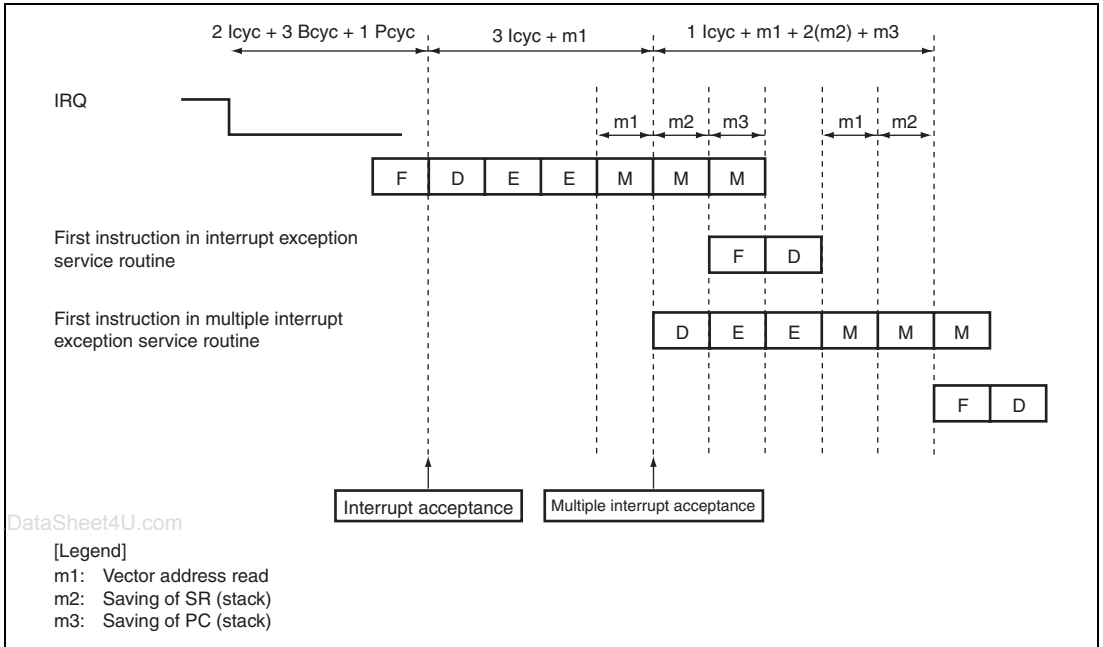 2 Icyc + 3 Bcyc + 1 Pcyc
3 Icyc + m1
1 Icyc + m1 + 2(m2) + m3
IRQ
m1
m2
m3
m1
m2
F D E E M M M
First instruction in interrupt exception
service routine
F D
First instruction in multiple interrupt
exception service routine
D E E M M M
F D
Interrupt acceptance
Multiple interrupt acceptance
DataSheet4U.com
[Legend]
m1: Vector address read
m2: Saving of SR (stack)
m3: Saving of PC (stack)